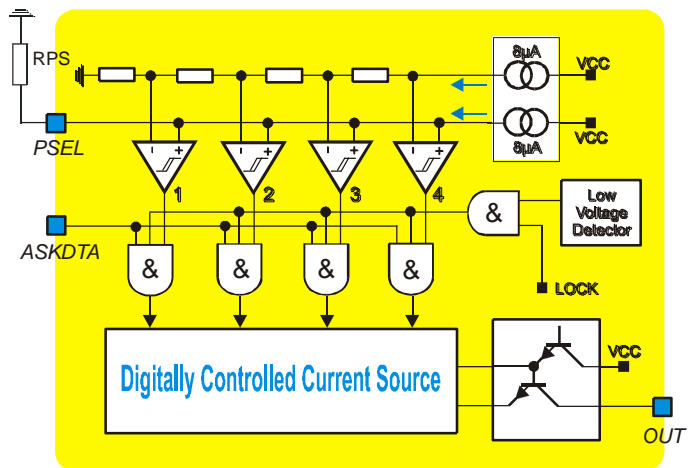 8µA
RPS
VCC
PSEL
- +
- +
- +
- +
VCC
8µA
1
2
3
4
&
Low
Voltage
Detector
ASKDTA
&
&
&
&
LOCK
Digitally Controlled Current Source
VCC
OUT